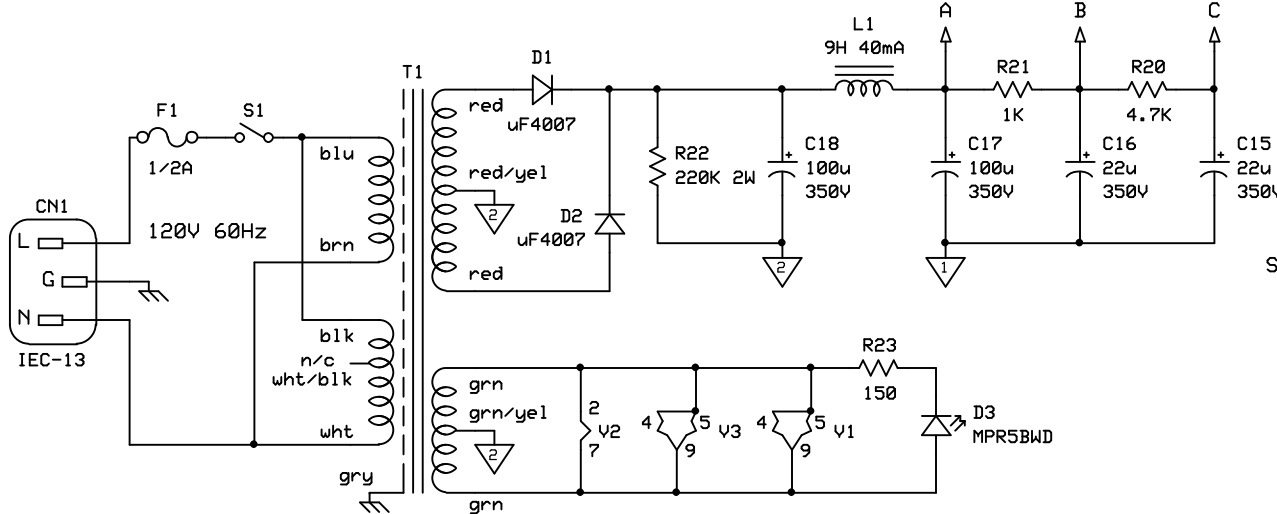 A
B
C
L1
9H 40mA
D1
uF4007
T1
R21
1K
R20
4.7K
F1
1/2A
S1
blu
brn
red
red/yel
2
red
R22
220K 2W
C18
100u
350V
C17
100u
350V
C16
22u
350V
C15
22u
350V
CN1
L
G
N
IEC-13
120V 60Hz
D2
uF4007
2
1
S
blk
n/c
wht/blk
wht
gry
grn
grn/yel
2
grn
2
7
V2
4
5
9
V3
4
5
9
V1
R23
150
D3
MPR5BWD